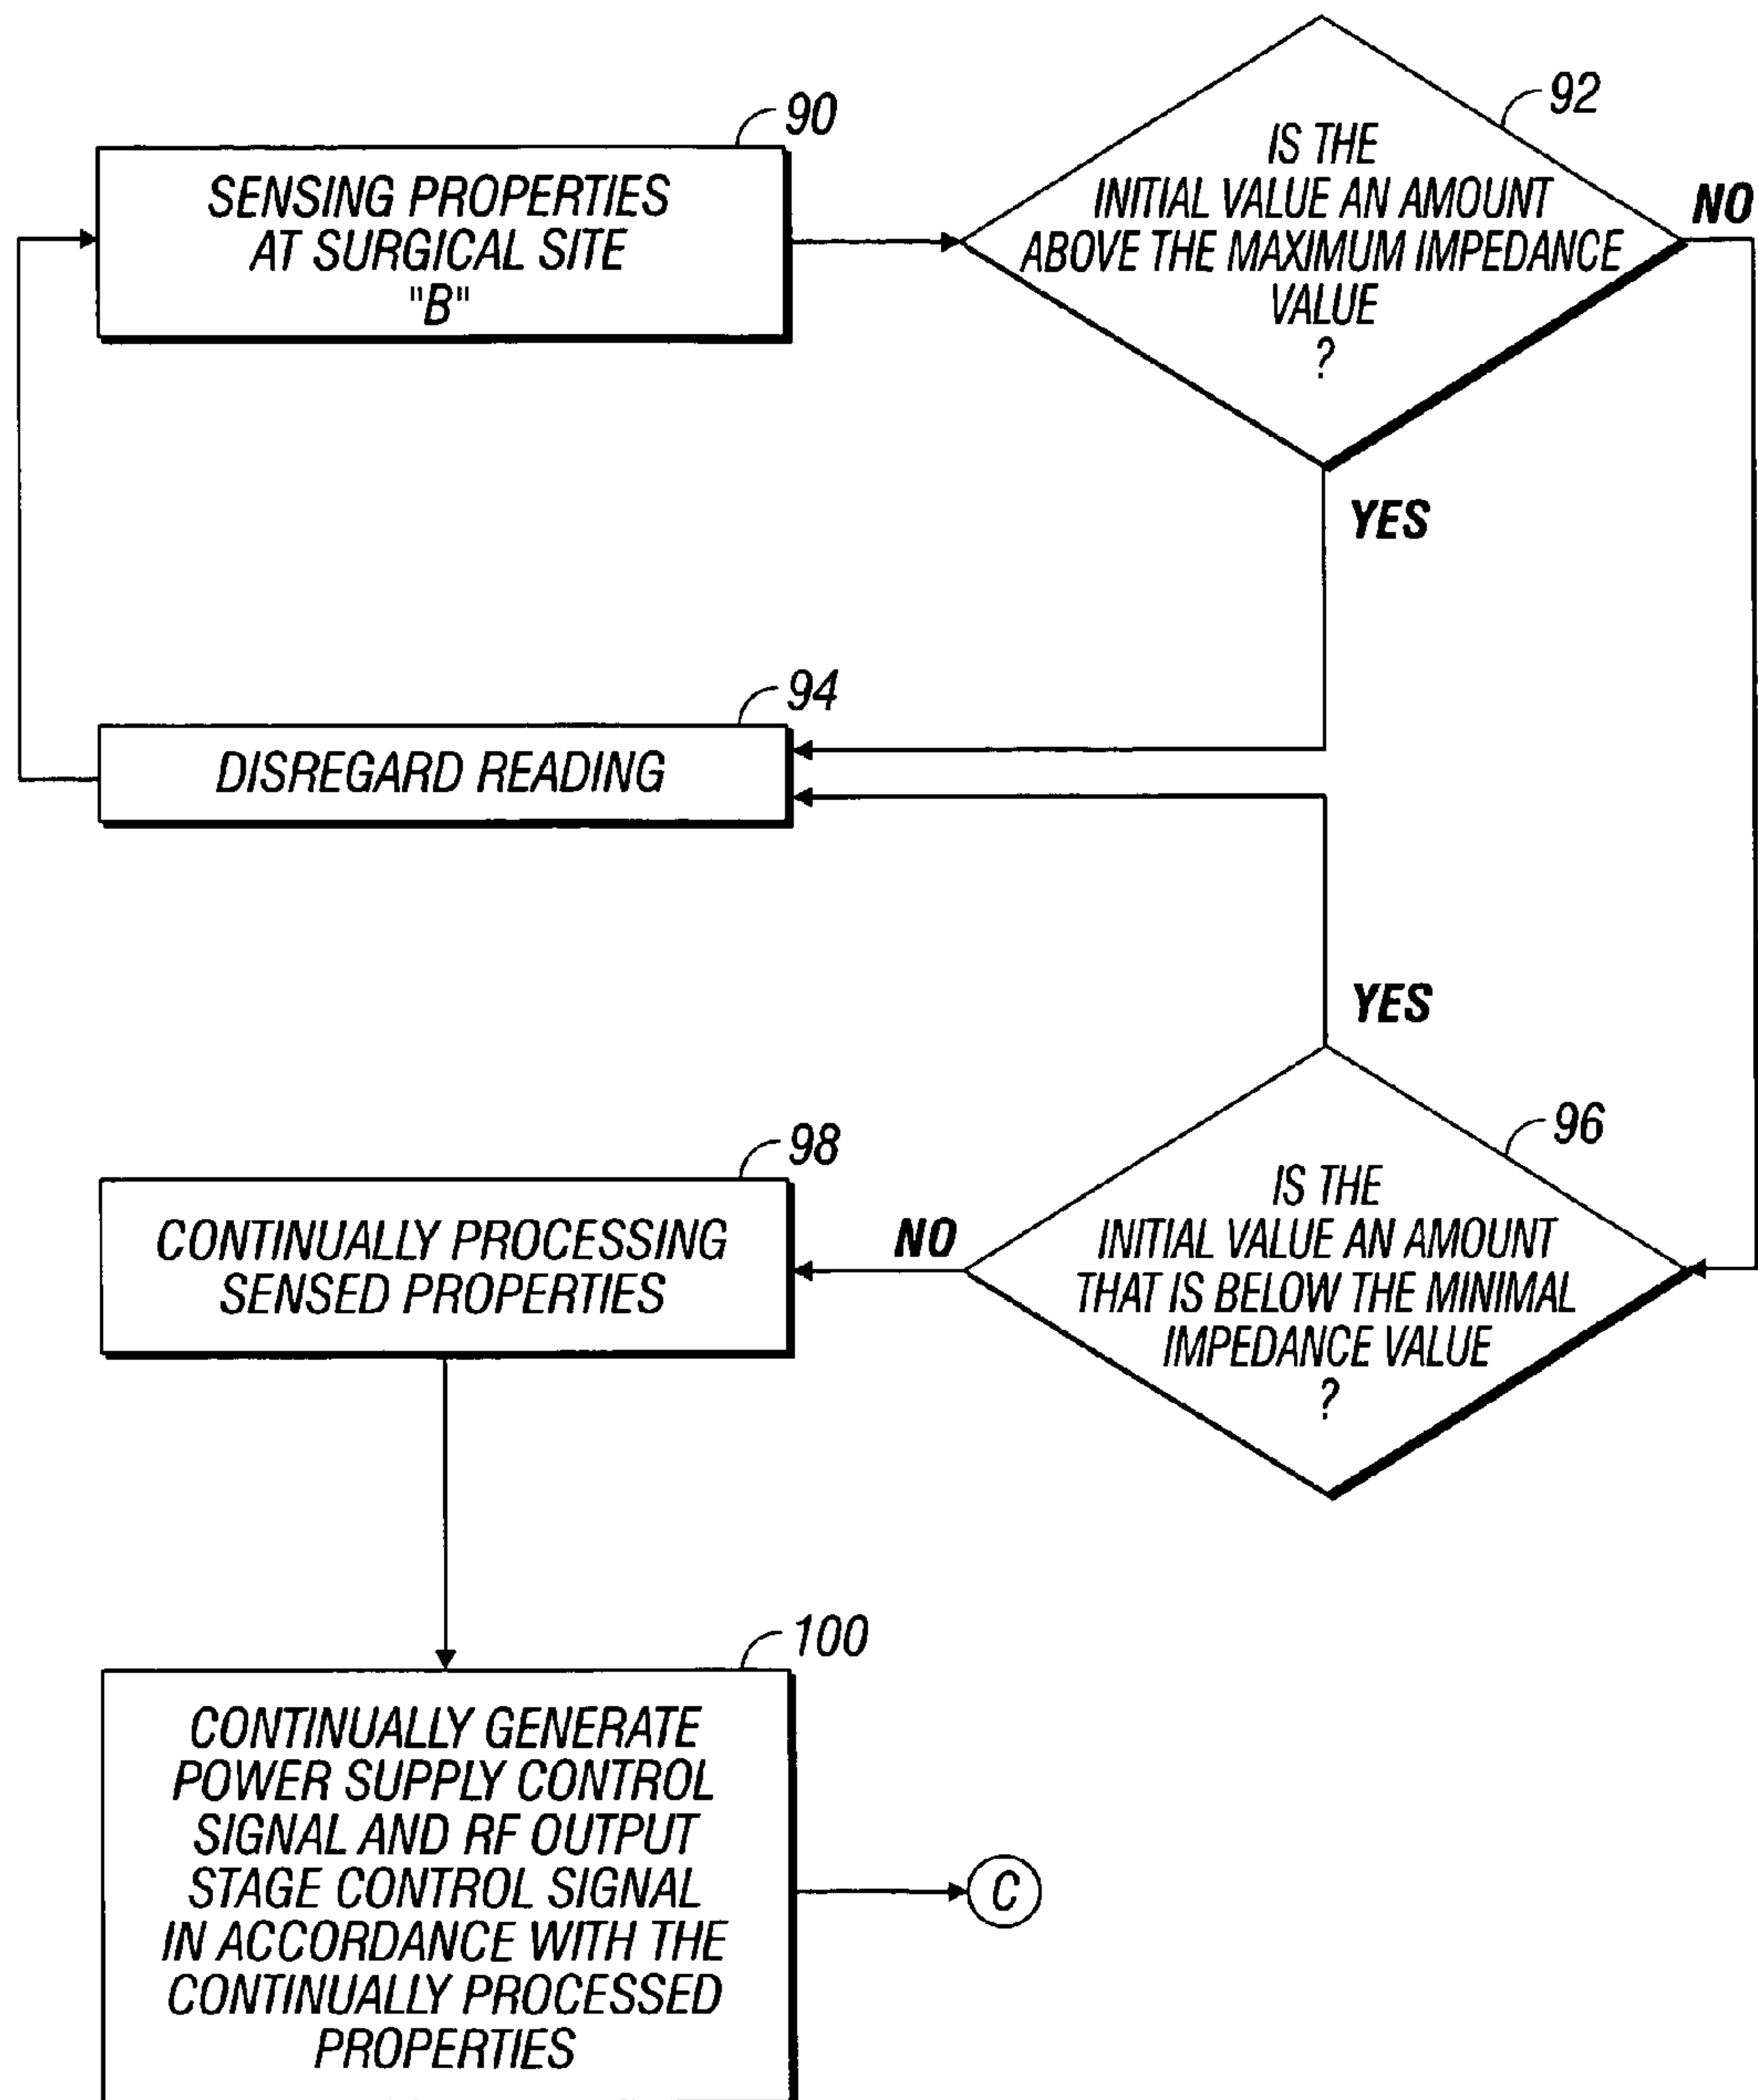 90
SENSING PROPERTIES
AT SURGICAL SITE
"B"
92
IS THE
INITIAL VALUE AN AMOUNT
ABOVE THE MAXIMUM IMPEDANCE
VALUE
?
NO
YES
94
DISREGARD READING
YES
96
IS THE
INITIAL VALUE AN AMOUNT
THAT IS BELOW THE MINIMAL
IMPEDANCE VALUE
?
NO
98
CONTINUALLY PROCESSING
SENSED PROPERTIES
100
CONTINUALLY GENERATE
POWER SUPPLY CONTROL
SIGNAL AND RF OUTPUT
STAGE CONTROL SIGNAL
IN ACCORDANCE WITH THE
CONTINUALLY PROCESSED
PROPERTIES
C